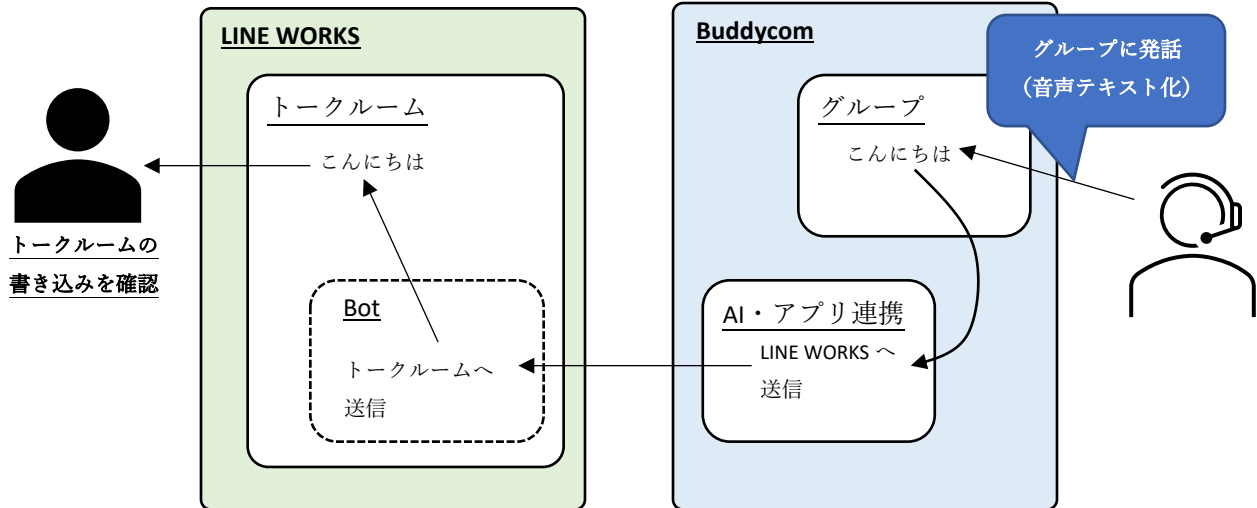 LINE WORKS
トークルーム
こんにちは
Bot
トークルームへ
送信
トークルームの
書き込みを確認
Buddycom
グループ
こんにちは
AI・アプリ連携
LINE WORKS へ
送信
グループに発話
（音声テキスト化）